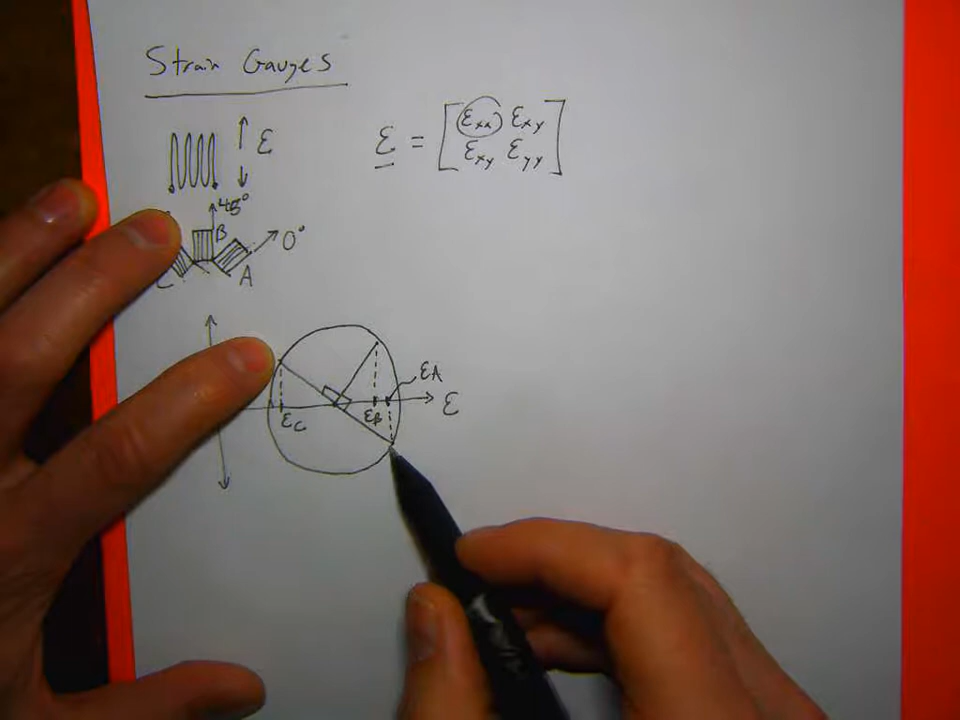 Strain Gauges
ε
ε = [ εxx εxy
εxy εyy ]
45°
B
0°
C A
εA
εC εB ε